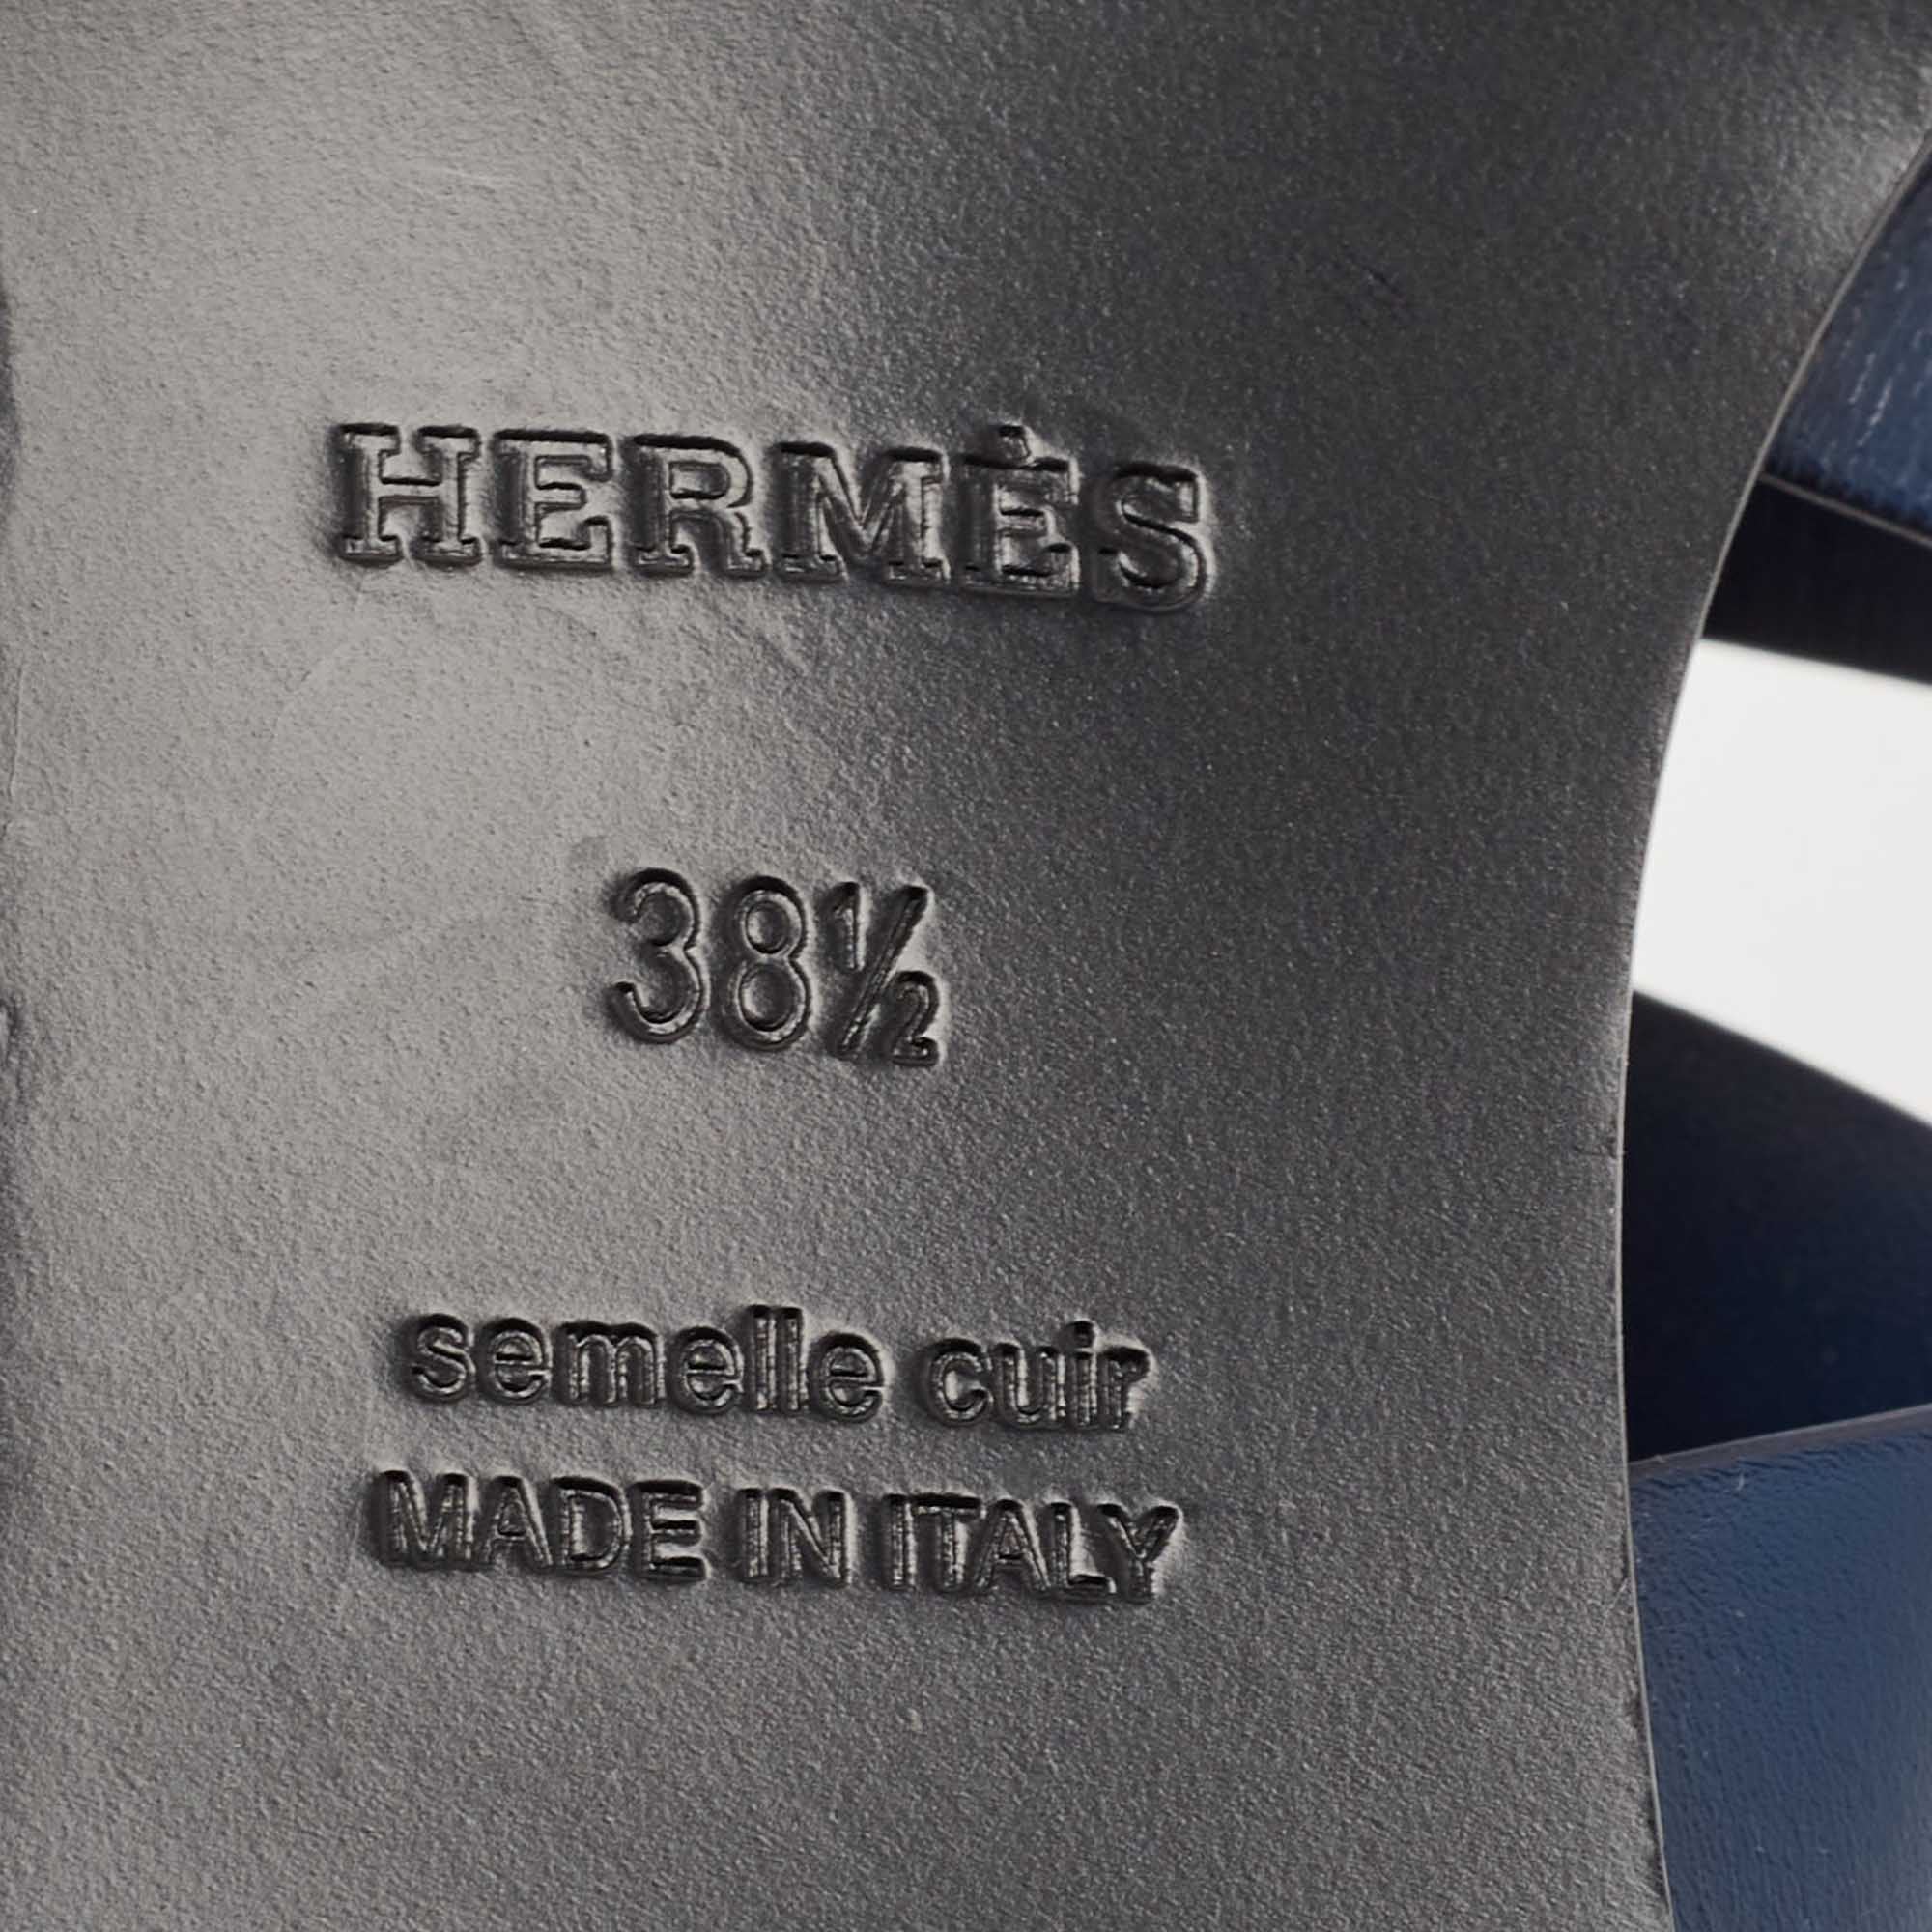 HERMÈS
38½
semelle cuir
MADE IN ITALY